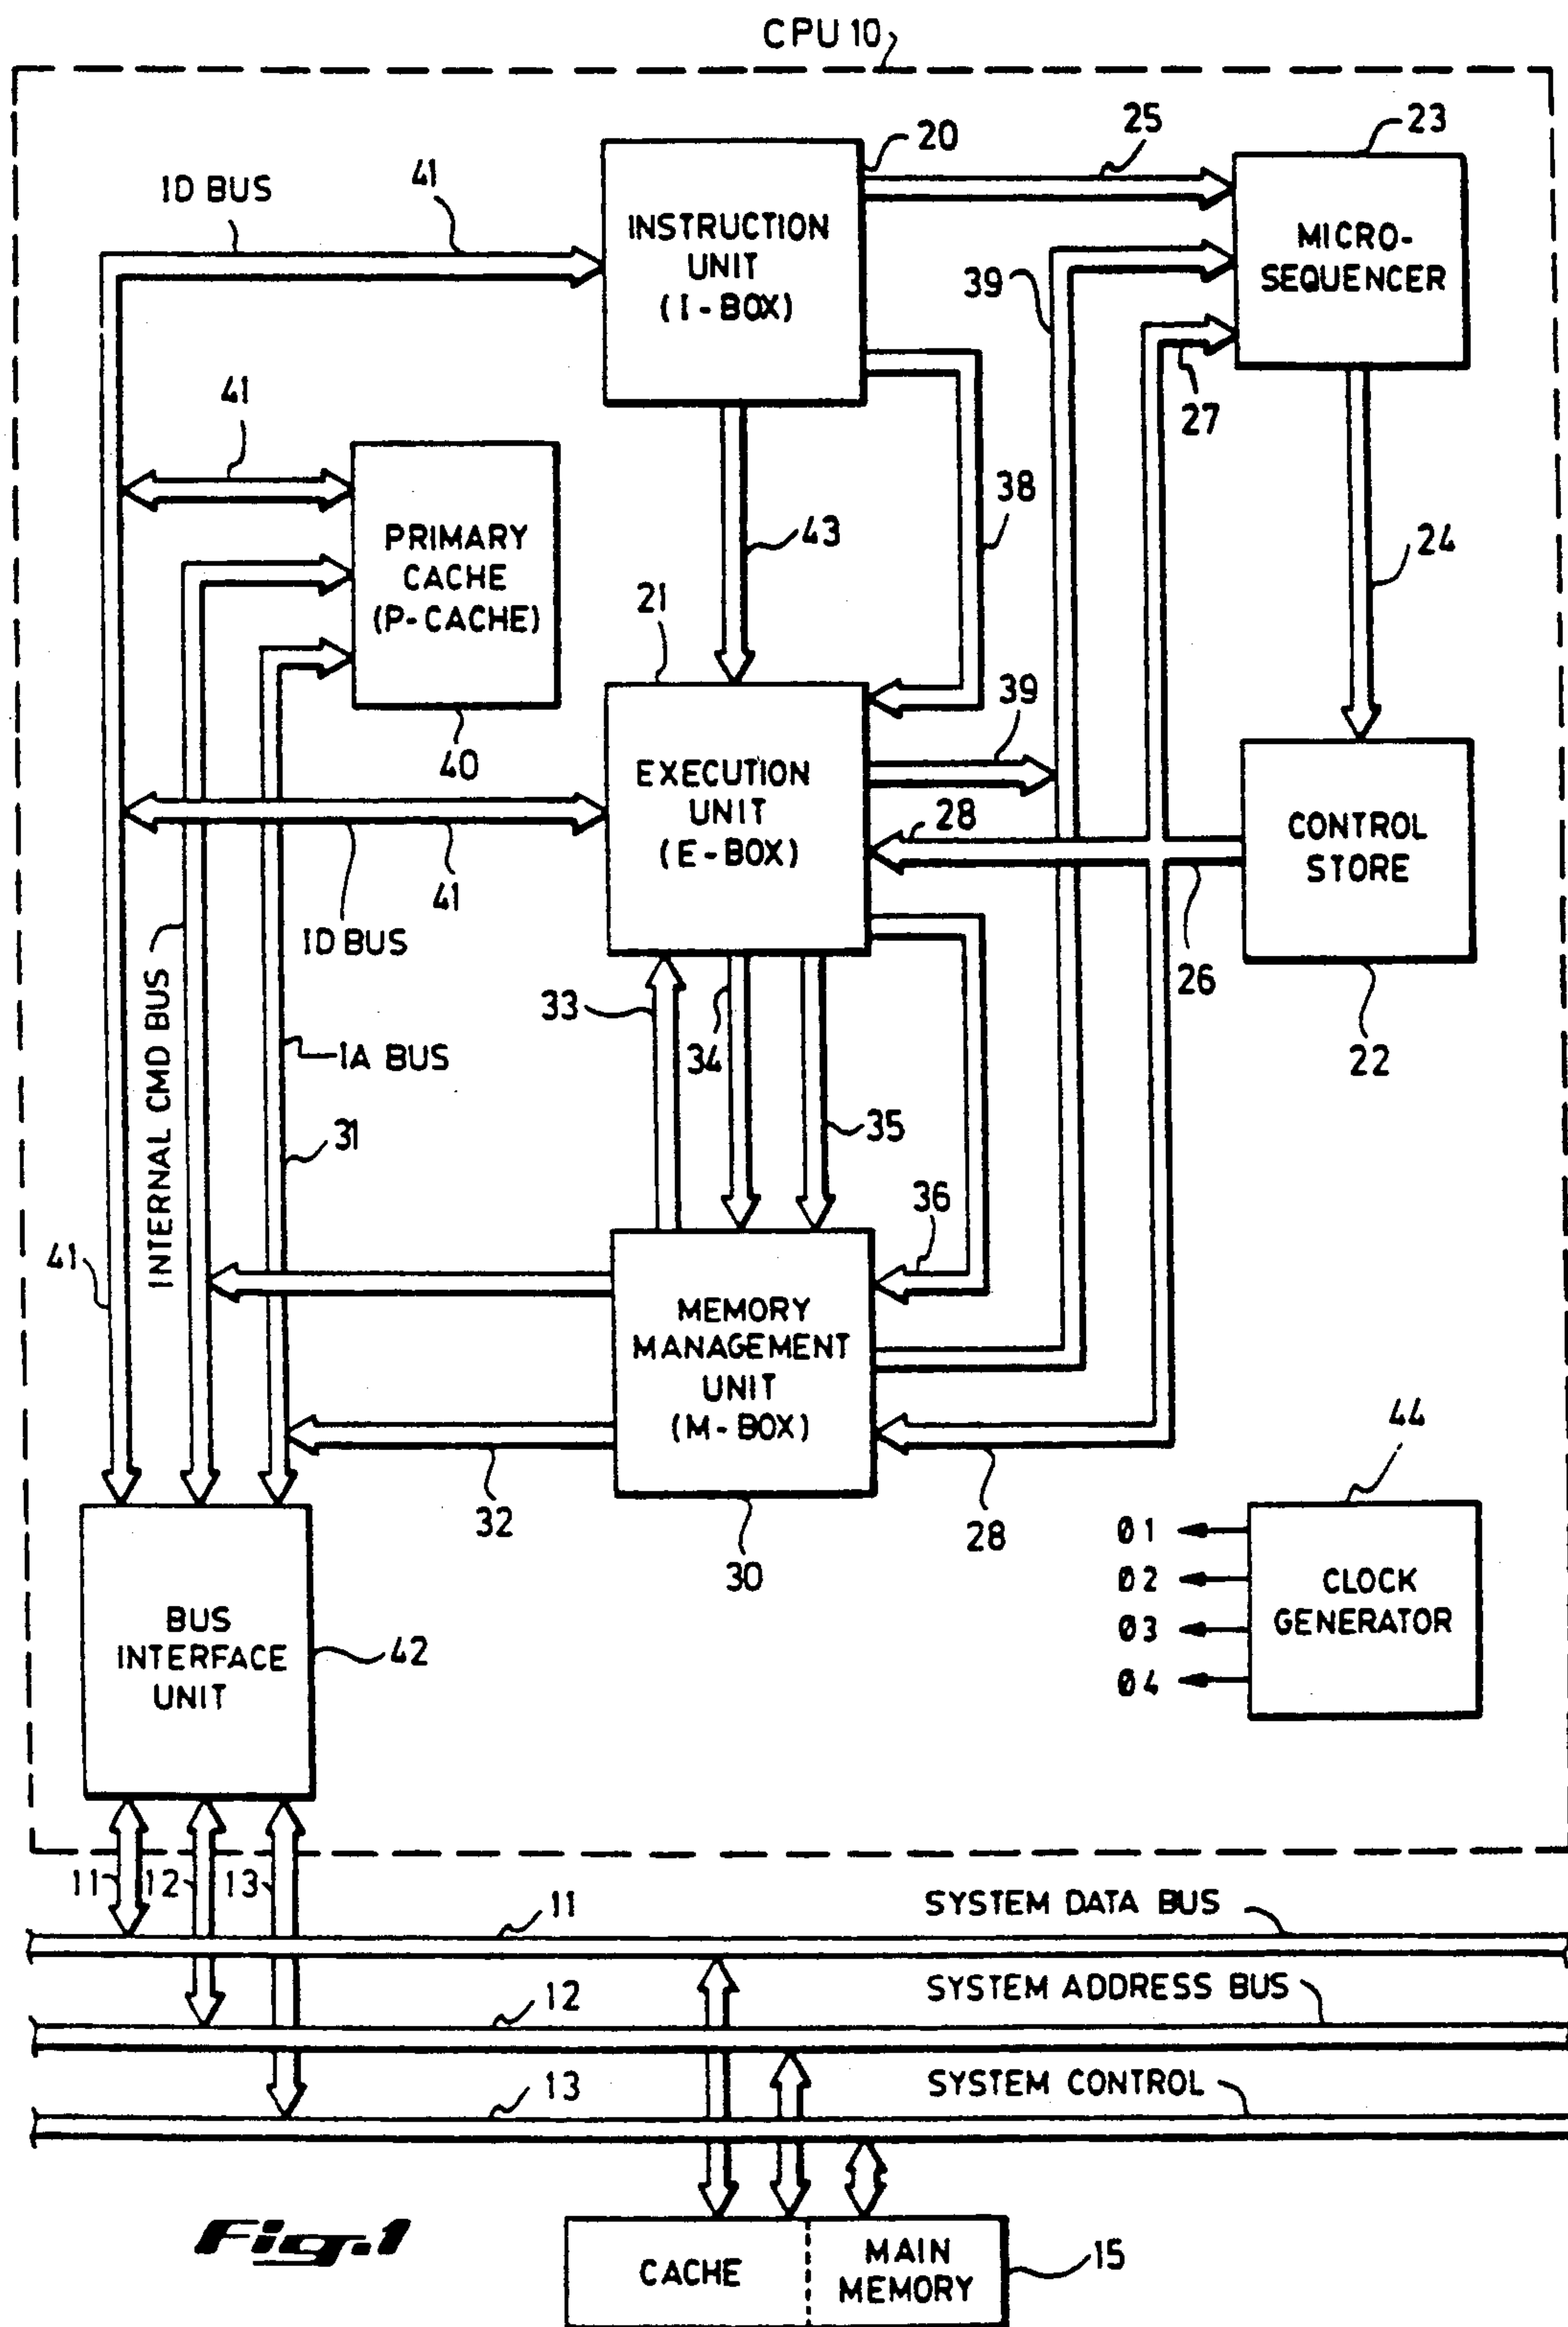 CPU 10
20
25
23
ID BUS
41
INSTRUCTION
UNIT
(I-BOX)
MICRO-
SEQUENCER
39
27
41
38
43
24
PRIMARY
CACHE
(P-CACHE)
21
39
40
EXECUTION
UNIT
(E-BOX)
28
CONTROL
STORE
41
ID BUS
26
22
INTERNAL CMD BUS
IA BUS
33
34
35
31
36
41
MEMORY
MANAGEMENT
UNIT
(M-BOX)
44
32
30
28
Ø1
Ø2
Ø3
Ø4
CLOCK
GENERATOR
BUS
INTERFACE
UNIT
42
11
12
13
11
SYSTEM DATA BUS
12
SYSTEM ADDRESS BUS
13
SYSTEM CONTROL
Fig.1
CACHE
MAIN
MEMORY
15